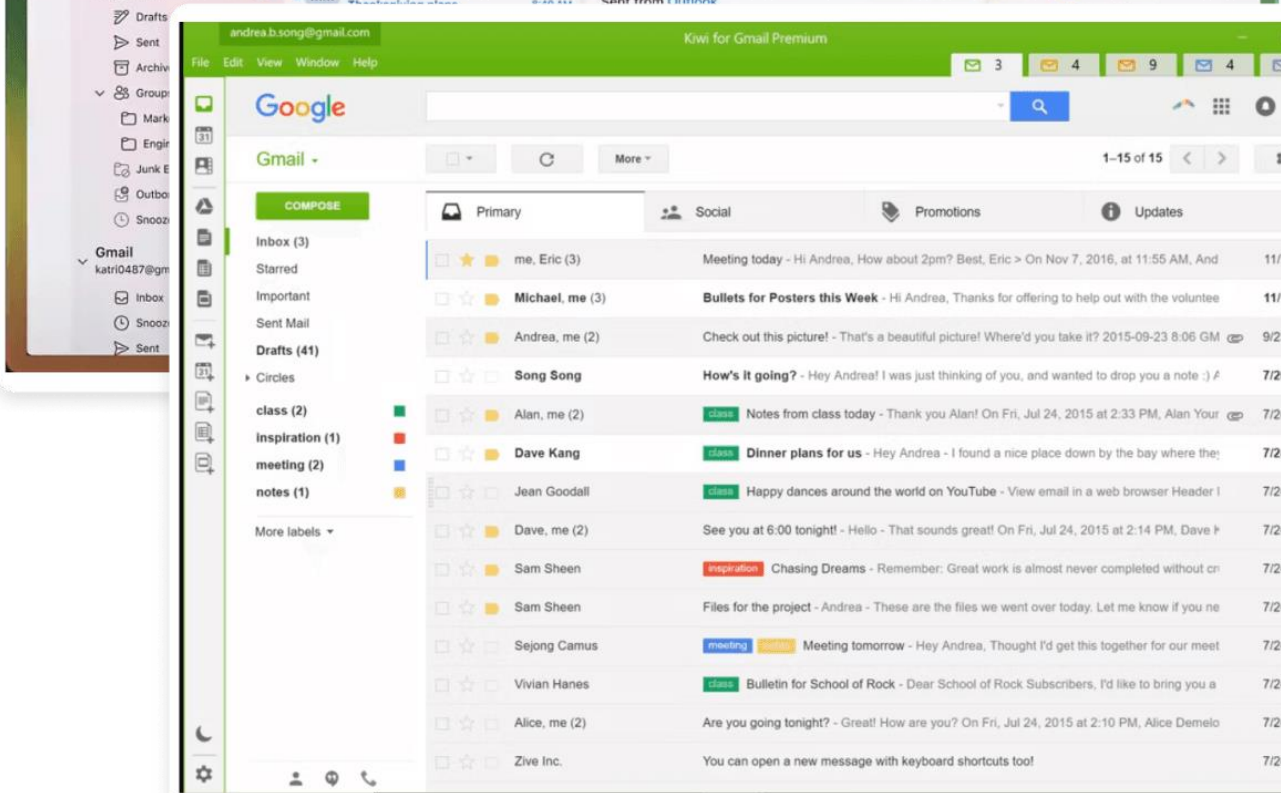 Thanksgiving plans
8:40 AM
Sent from Outlook
Drafts
Sent
Archiv
Groups
Mark
Engir
Junk E
Outbo
Snooz
Gmail
katri0487@gm
Inbox
Snooz
Sent
andrea.b.song@gmail.com
Kiwi for Gmail Premium
File Edit View Window Help
3 4 9 4
Google
31
Gmail
More
1–15 of 15
COMPOSE
Primary Social Promotions Updates
Inbox (3)
Starred
Important
Sent Mail
Drafts (41)
Circles
class (2)
inspiration (1)
meeting (2)
notes (1)
More labels
me, Eric (3) Meeting today - Hi Andrea, How about 2pm? Best, Eric > On Nov 7, 2016, at 11:55 AM, And 11/
Michael, me (3) Bullets for Posters this Week - Hi Andrea, Thanks for offering to help out with the voluntee 11/
Andrea, me (2) Check out this picture! - That's a beautiful picture! Where'd you take it? 2015-09-23 8:06 GM 9/2
Song Song How's it going? - Hey Andrea! I was just thinking of you, and wanted to drop you a note :) A 7/2
Alan, me (2) class Notes from class today - Thank you Alan! On Fri, Jul 24, 2015 at 2:33 PM, Alan Your 7/2
Dave Kang class Dinner plans for us - Hey Andrea - I found a nice place down by the bay where they 7/2
Jean Goodall class Happy dances around the world on YouTube - View email in a web browser Header I 7/2
Dave, me (2) See you at 6:00 tonight! - Hello - That sounds great! On Fri, Jul 24, 2015 at 2:14 PM, Dave K 7/2
Sam Sheen inspiration Chasing Dreams - Remember: Great work is almost never completed without cri 7/2
Sam Sheen Files for the project - Andrea - These are the files we went over today. Let me know if you ne 7/2
Sejong Camus meeting notes Meeting tomorrow - Hey Andrea, Thought I'd get this together for our meet 7/2
Vivian Hanes class Bulletin for School of Rock - Dear School of Rock Subscribers, I'd like to bring you a 7/2
Alice, me (2) Are you going tonight? - Great! How are you? On Fri, Jul 24, 2015 at 2:10 PM, Alice Demelo 7/2
Zive Inc. You can open a new message with keyboard shortcuts too! 7/2